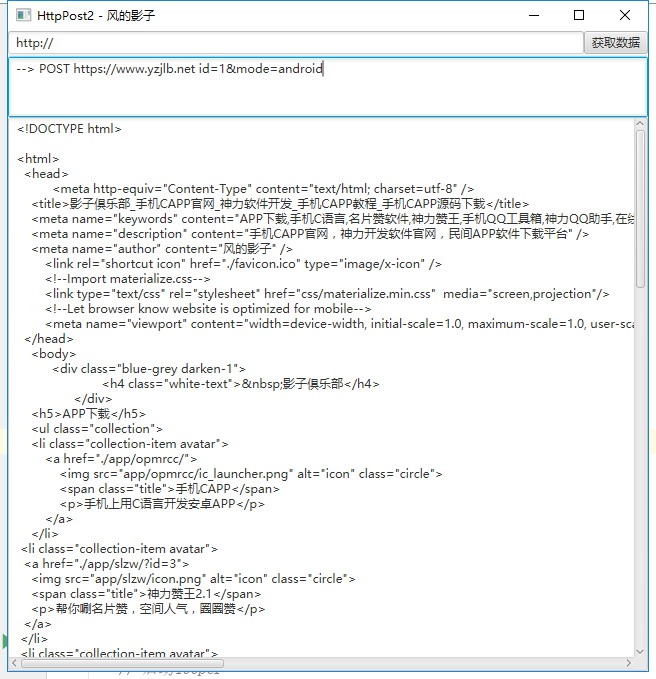 HttpPost2 - 风的影子
http://
获取数据
--> POST https://www.yzjlb.net id=1&mode=android
<!DOCTYPE html>
<html>
<head>
<meta http-equiv="Content-Type" content="text/html; charset=utf-8" />
<title>影子俱乐部_手机CAPP官网_神力软件开发_手机CAPP教程_手机CAPP源码下载</title>
<meta name="keywords" content="APP下载,手机C语言,名片赞软件,神力赞王,手机QQ工具箱,神力QQ助手,在线
<meta name="description" content="手机CAPP官网，神力开发软件官网，民间APP软件下载平台" />
<meta name="author" content="风的影子" />
<link rel="shortcut icon" href="./favicon.ico" type="image/x-icon" />
<!--Import materialize.css-->
<link type="text/css" rel="stylesheet" href="css/materialize.min.css"  media="screen,projection"/>
<!--Let browser know website is optimized for mobile-->
<meta name="viewport" content="width=device-width, initial-scale=1.0, maximum-scale=1.0, user-sca
</head>
<body>
<div class="blue-grey darken-1">
<h4 class="white-text">&nbsp;影子俱乐部</h4>
</div>
<h5>APP下载</h5>
<ul class="collection">
<li class="collection-item avatar">
<a href="./app/opmrcc/">
<img src="app/opmrcc/ic_launcher.png" alt="icon" class="circle">
<span class="title">手机CAPP</span>
<p>手机上用C语言开发安卓APP</p>
</a>
</li>
<li class="collection-item avatar">
<a href="./app/slzw/?id=3">
<img src="app/slzw/icon.png" alt="icon" class="circle">
<span class="title">神力赞王2.1</span>
<p>帮你唰名片赞，空间人气，圈圈赞</p>
</a>
</li>
<li class="collection-item avatar">